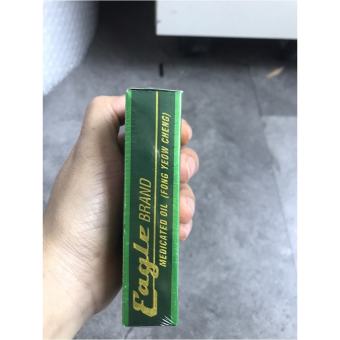 Eagle BRAND
MEDICATED OIL (FONG YEOW CHENG)